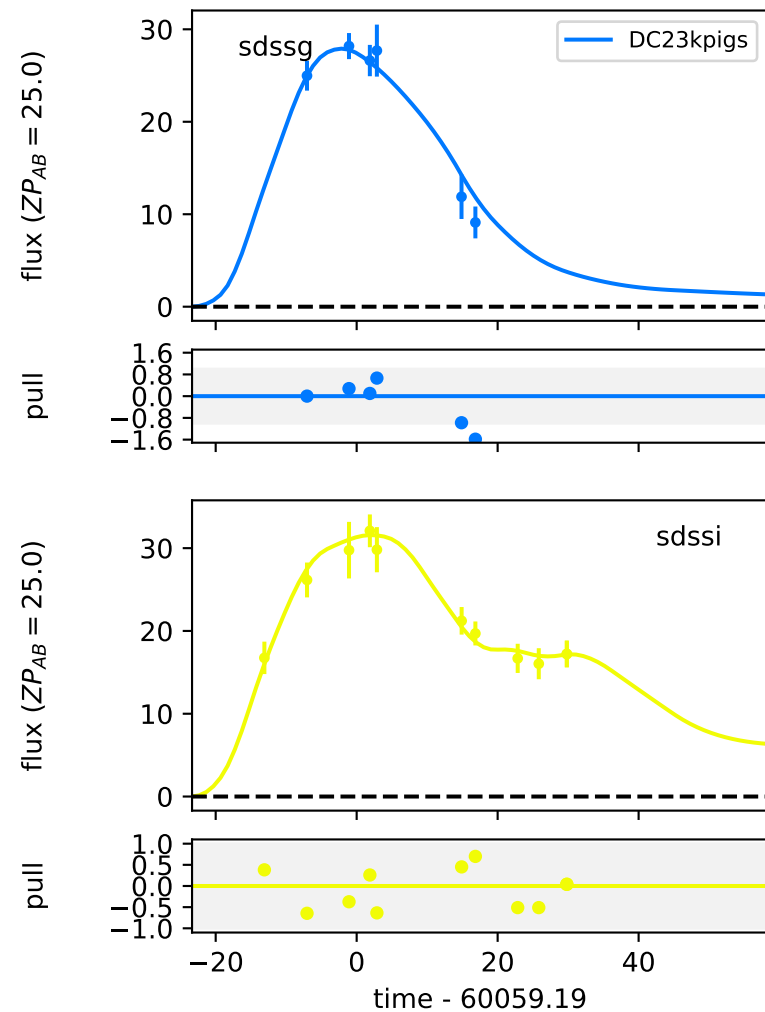 sdssg
DC23kpigs
flux (ZP_AB = 25.0)
30
20
10
0
pull
1.6
0.8
0.0
−0.8
−1.6
sdssi
flux (ZP_AB = 25.0)
30
20
10
0
pull
1.0
0.5
0.0
−0.5
−1.0
−20 0 20 40
time - 60059.19